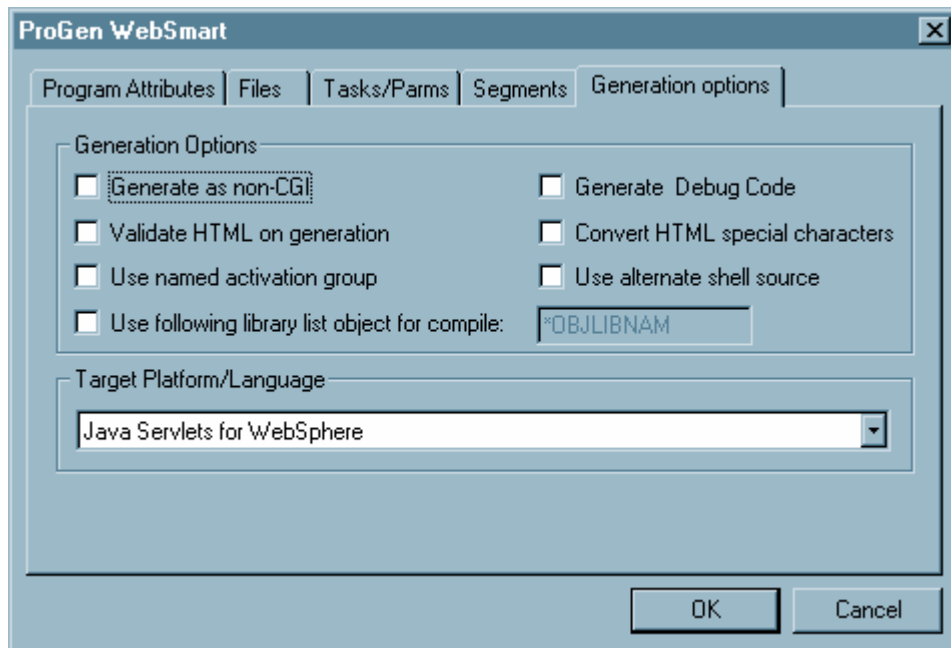 ProGen WebSmart
Program Attributes Files Tasks/Parms Segments Generation options
Generation Options
Generate as non-CGI Generate Debug Code
Validate HTML on generation Convert HTML special characters
Use named activation group Use alternate shell source
Use following library list object for compile: *OBJLIBNAM
Target Platform/Language
Java Servlets for WebSphere
OK Cancel